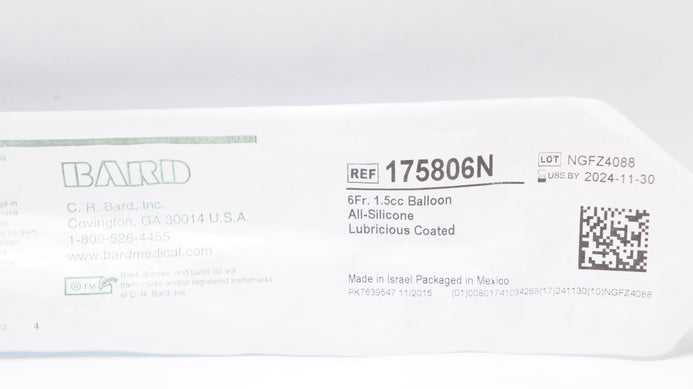 BARD
C. R. Bard, Inc.
Covington, GA 30014 U.S.A.
1-800-526-4455
www.bardmedical.com
®™
Bard, Bardex, and Lubri-Sil are
trademarks and/or registered trademarks
of C. R. Bard, Inc.
4
REF 175806N
6Fr. 1.5cc Balloon
All-Silicone
Lubricious Coated
Made in Israel Packaged in Mexico
PK7639547 11/2015 (01)00801741034268(17)241130(10)NGFZ4088
LOT NGFZ4088
USE BY 2024-11-30